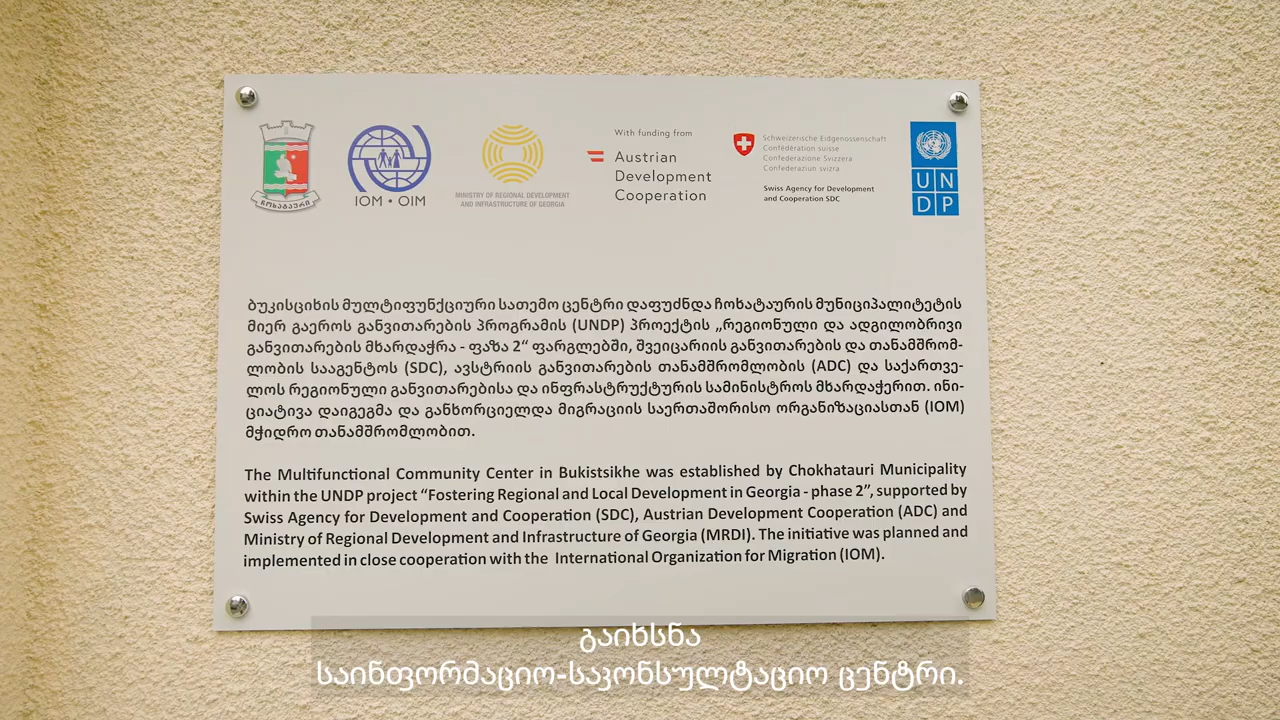 ჩოხატაური
IOM • OIM
MINISTRY OF REGIONAL DEVELOPMENT
AND INFRASTRUCTURE OF GEORGIA
With funding from
Austrian
Development
Cooperation
Schweizerische Eidgenossenschaft
Confédération suisse
Confederazione Svizzera
Confederaziun svizra
Swiss Agency for Development
and Cooperation SDC
UN
DP
ბუკისციხის მულტიფუნქციური სათემო ცენტრი დაფუძნდა ჩოხატაურის მუნიციპალიტეტის
მიერ გაეროს განვითარების პროგრამის (UNDP) პროექტის „რეგიონული და ადგილობრივი
განვითარების მხარდაჭრა - ფაზა 2“ ფარგლებში, შვეიცარიის განვითარების და თანამშრომ-
ლობის სააგენტოს (SDC), ავსტრიის განვითარების თანამშრომლობის (ADC) და საქართვე-
ლოს რეგიონული განვითარებისა და ინფრასტრუქტურის სამინისტროს მხარდაჭერით. ინი-
ციატივა დაიგეგმა და განხორციელდა მიგრაციის საერთაშორისო ორგანიზაციასთან (IOM)
მჭიდრო თანამშრომლობით.
The Multifunctional Community Center in Bukistsikhe was established by Chokhatauri Municipality
within the UNDP project “Fostering Regional and Local Development in Georgia - phase 2”, supported by
Swiss Agency for Development and Cooperation (SDC), Austrian Development Cooperation (ADC) and
Ministry of Regional Development and Infrastructure of Georgia (MRDI). The initiative was planned and
implemented in close cooperation with the International Organization for Migration (IOM).
გაიხსნა
საინფორმაციო-საკონსულტაციო ცენტრი.